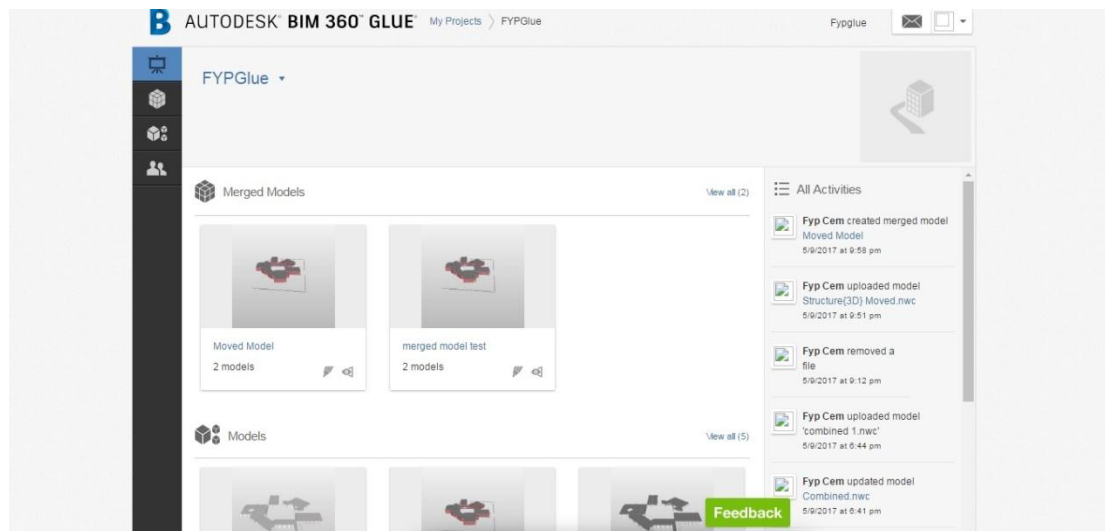 B AUTODESK® BIM 360™ GLUE® My Projects 〉 FYPGlue Fypglue
FYPGlue
Merged Models View all (2)
Moved Model
2 models
merged model test
2 models
Models View all (5)
All Activities
Fyp Cem created merged model
Moved Model
5/9/2017 at 9:58 pm
Fyp Cem uploaded model
Structure{3D} Moved.nwc
5/9/2017 at 9:51 pm
Fyp Cem removed a
file
5/9/2017 at 9:12 pm
Fyp Cem uploaded model
'combined 1.nwc'
5/9/2017 at 6:44 pm
Fyp Cem updated model
Combined.nwc
5/9/2017 at 6:41 pm
Feedback